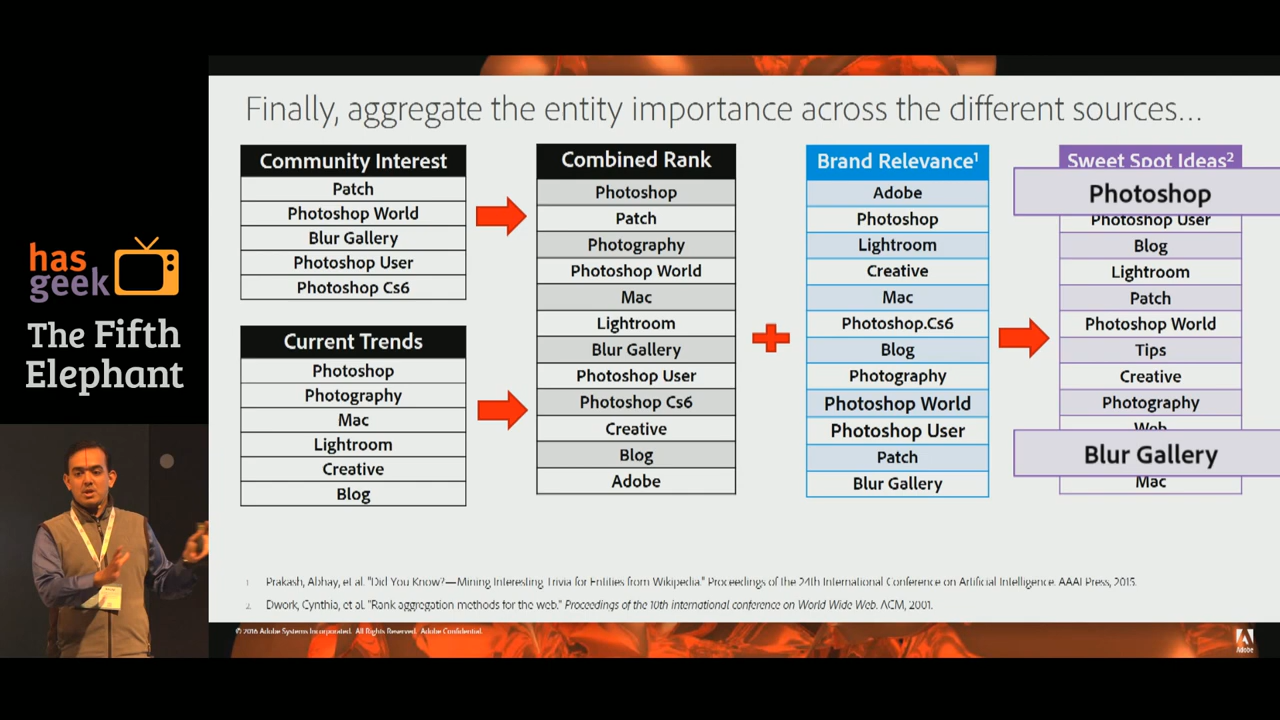 has
geek
The Fifth
Elephant
Finally, aggregate the entity importance across the different sources...
Community Interest
Patch
Photoshop World
Blur Gallery
Photoshop User
Photoshop Cs6
Current Trends
Photoshop
Photography
Mac
Lightroom
Creative
Blog
Combined Rank
Photoshop
Patch
Photography
Photoshop World
Mac
Lightroom
Blur Gallery
Photoshop User
Photoshop Cs6
Creative
Blog
Adobe
Brand Relevance1
Adobe
Photoshop
Lightroom
Creative
Mac
Photoshop.Cs6
Blog
Photography
Photoshop World
Photoshop User
Patch
Blur Gallery
Sweet Spot Ideas2
Photoshop
Photoshop User
Blog
Lightroom
Patch
Photoshop World
Tips
Creative
Photography
Web
Blur Gallery
Mac
1. Prakash, Abhay, et al. "Did You Know?—Mining Interesting Trivia for Entities from Wikipedia." Proceedings of the 24th International Conference on Artificial Intelligence. AAAI Press, 2015.
2. Dwork, Cynthia, et al. "Rank aggregation methods for the web." Proceedings of the 10th international conference on World Wide Web. ACM, 2001.
© 2016 Adobe Systems Incorporated. All Rights Reserved. Adobe Confidential.
Adobe